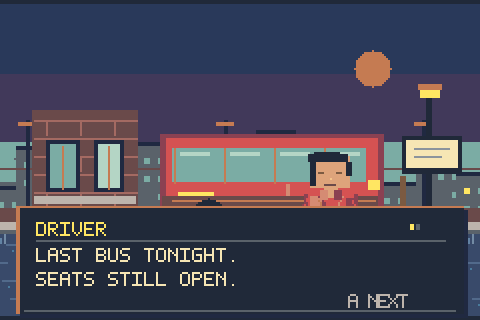 DRIVER
LAST BUS TONIGHT.
SEATS STILL OPEN.
A NEXT